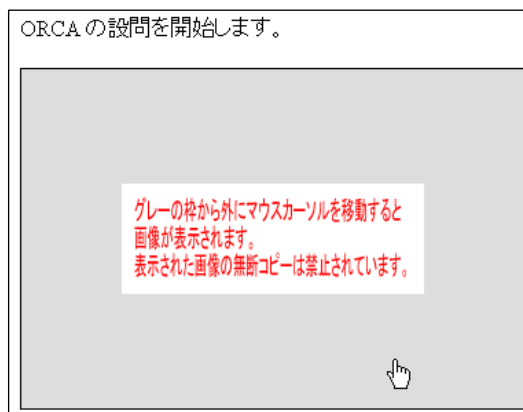 ORCAの設問を開始します。
グレーの枠から外にマウスカーソルを移動すると
画像が表示されます。
表示された画像の無断コピーは禁止されています。